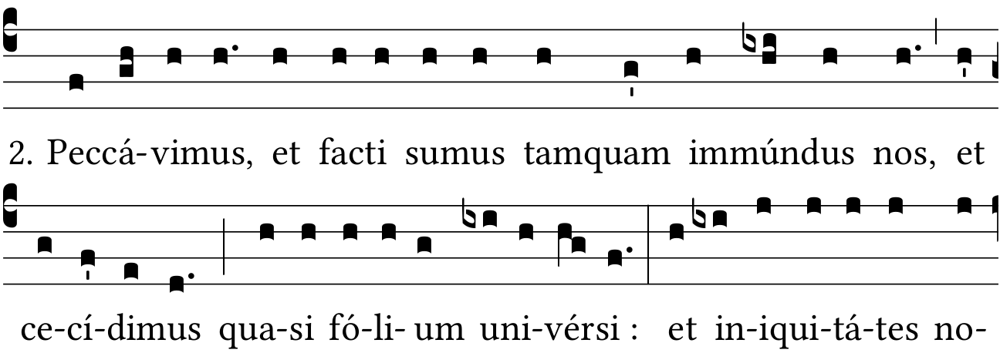 2. Peccá-vimus, et facti sumus tamquam immúndus nos, et
ce-cí-dimus qua-si fó-li-um uni-vérsi : et in-iqui-tá-tes no-